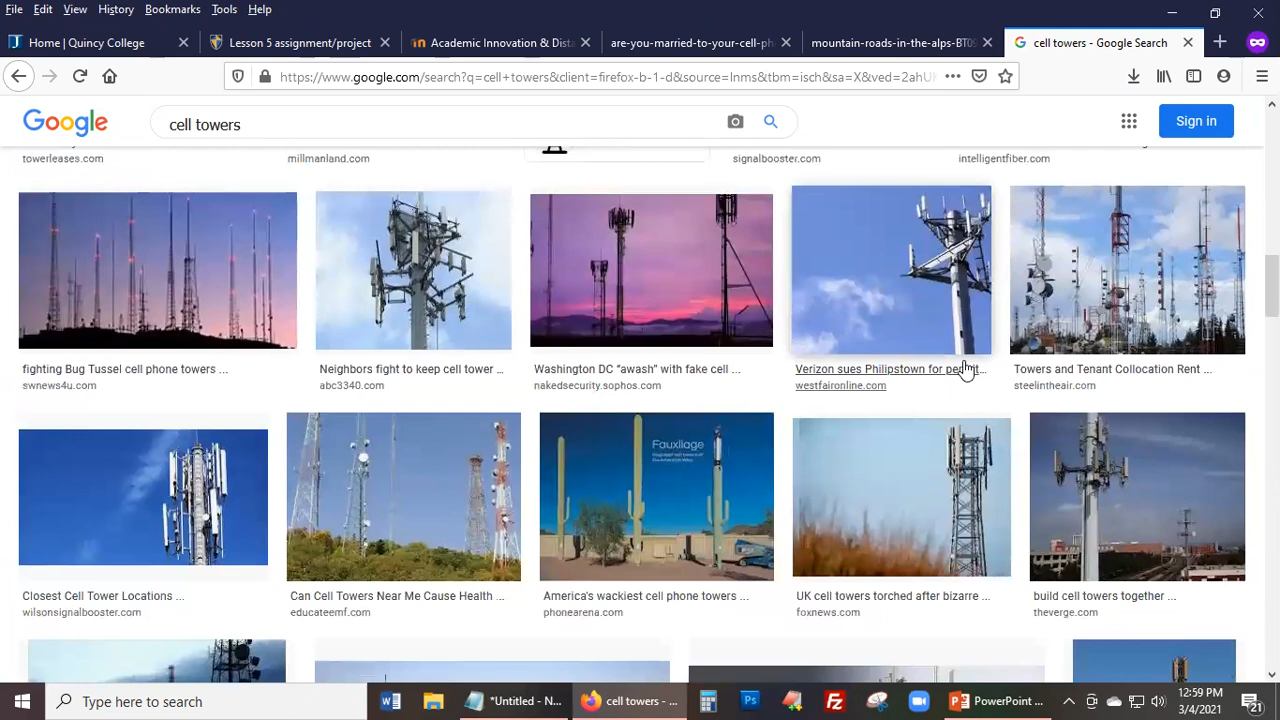 File Edit View History Bookmarks Tools Help
Home | Quincy College
Lesson 5 assignment/project
Academic Innovation & Dista
are-you-married-to-your-cell-ph
mountain-roads-in-the-alps-BT09
cell towers - Google Search
https://www.google.com/search?q=cell+towers&client=firefox-b-1-d&source=lnms&tbm=isch&sa=X&ved=2ahU
Google
cell towers
Sign in
towerleases.com
millmanland.com
signalbooster.com
intelligentfiber.com
fighting Bug Tussel cell phone towers ...
swnews4u.com
Neighbors fight to keep cell tower ...
abc3340.com
Washington DC “awash” with fake cell ...
nakedsecurity.sophos.com
Verizon sues Philipstown for
westfaironline.com
Towers and Tenant Collocation Rent ...
steelintheair.com
Fauxliage
Closest Cell Tower Locations ...
wilsonsignalbooster.com
Can Cell Towers Near Me Cause Health ...
educateemf.com
America's wackiest cell phone towers ...
phonearena.com
UK cell towers torched after bizarre ...
foxnews.com
build cell towers together ...
theverge.com
Type here to search
*Untitled - N...
cell towers - ...
PowerPoint ...
12:59 PM
3/4/2021
21